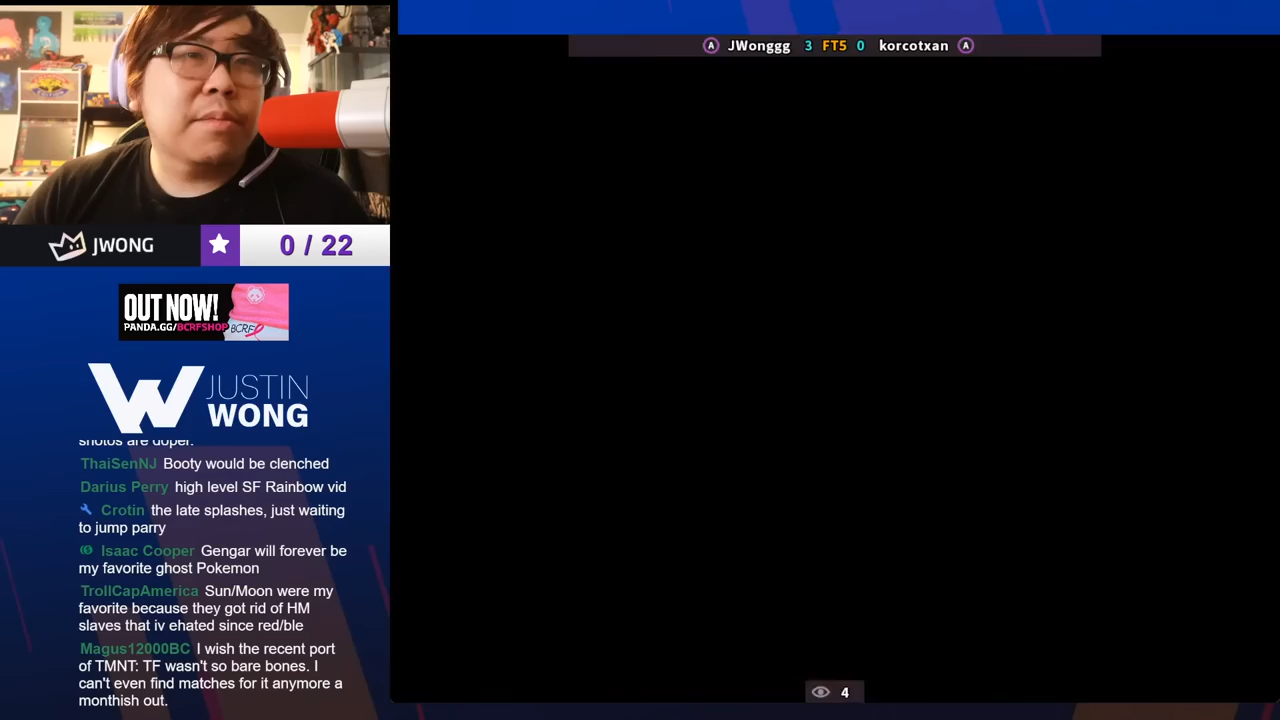 JWonggg 3 FT5 0 korcotxan
JWONG
0 / 22
OUT NOW!
PANDA.GG/BCRFSHOP
BCRF
JUSTIN
WONG
shotos are doper.
ThaiSenNJ Booty would be clenched
Darius Perry high level SF Rainbow vid
Crotin the late splashes, just waiting
to jump parry
Isaac Cooper Gengar will forever be
my favorite ghost Pokemon
TrollCapAmerica Sun/Moon were my
favorite because they got rid of HM
slaves that iv ehated since red/ble
Magus12000BC I wish the recent port
of TMNT: TF wasn't so bare bones. I
can't even find matches for it anymore a
monthish out.
4